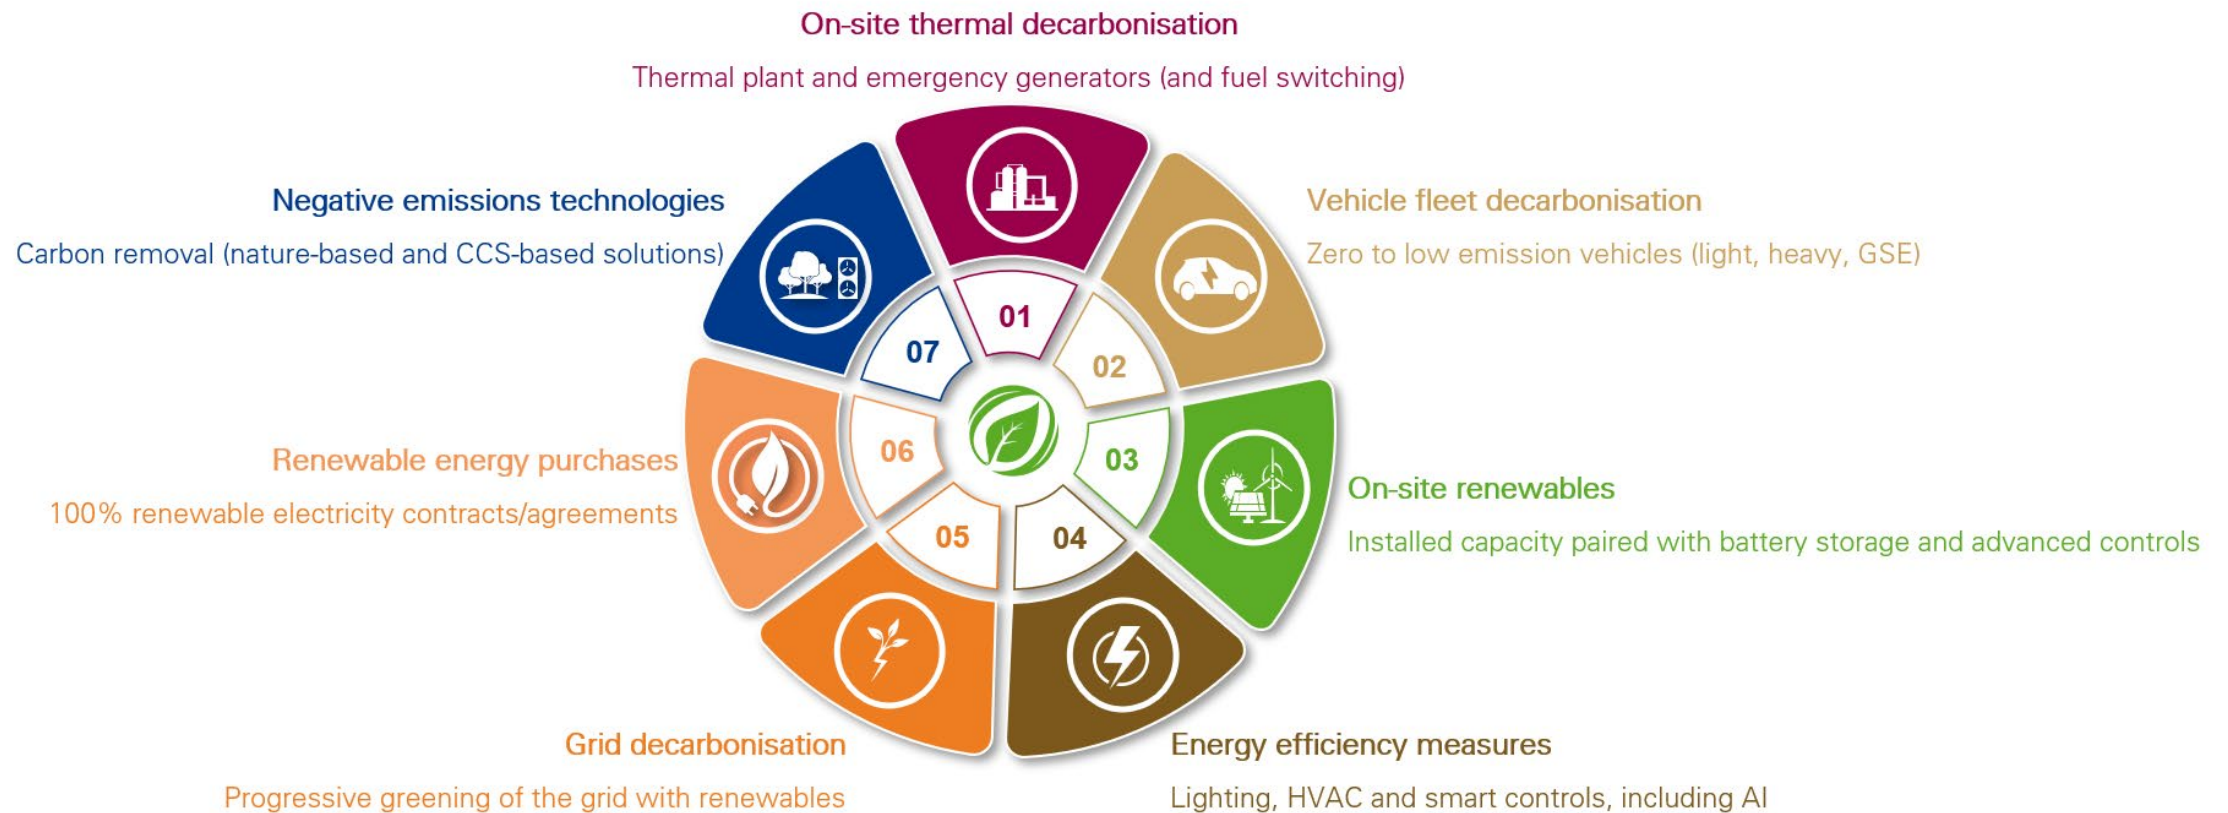 On-site thermal decarbonisation
Thermal plant and emergency generators (and fuel switching)
01
Vehicle fleet decarbonisation
Zero to low emission vehicles (light, heavy, GSE)
02
On-site renewables
Installed capacity paired with battery storage and advanced controls
03
Energy efficiency measures
Lighting, HVAC and smart controls, including AI
04
Grid decarbonisation
Progressive greening of the grid with renewables
05
Renewable energy purchases
100% renewable electricity contracts/agreements
06
Negative emissions technologies
Carbon removal (nature-based and CCS-based solutions)
07